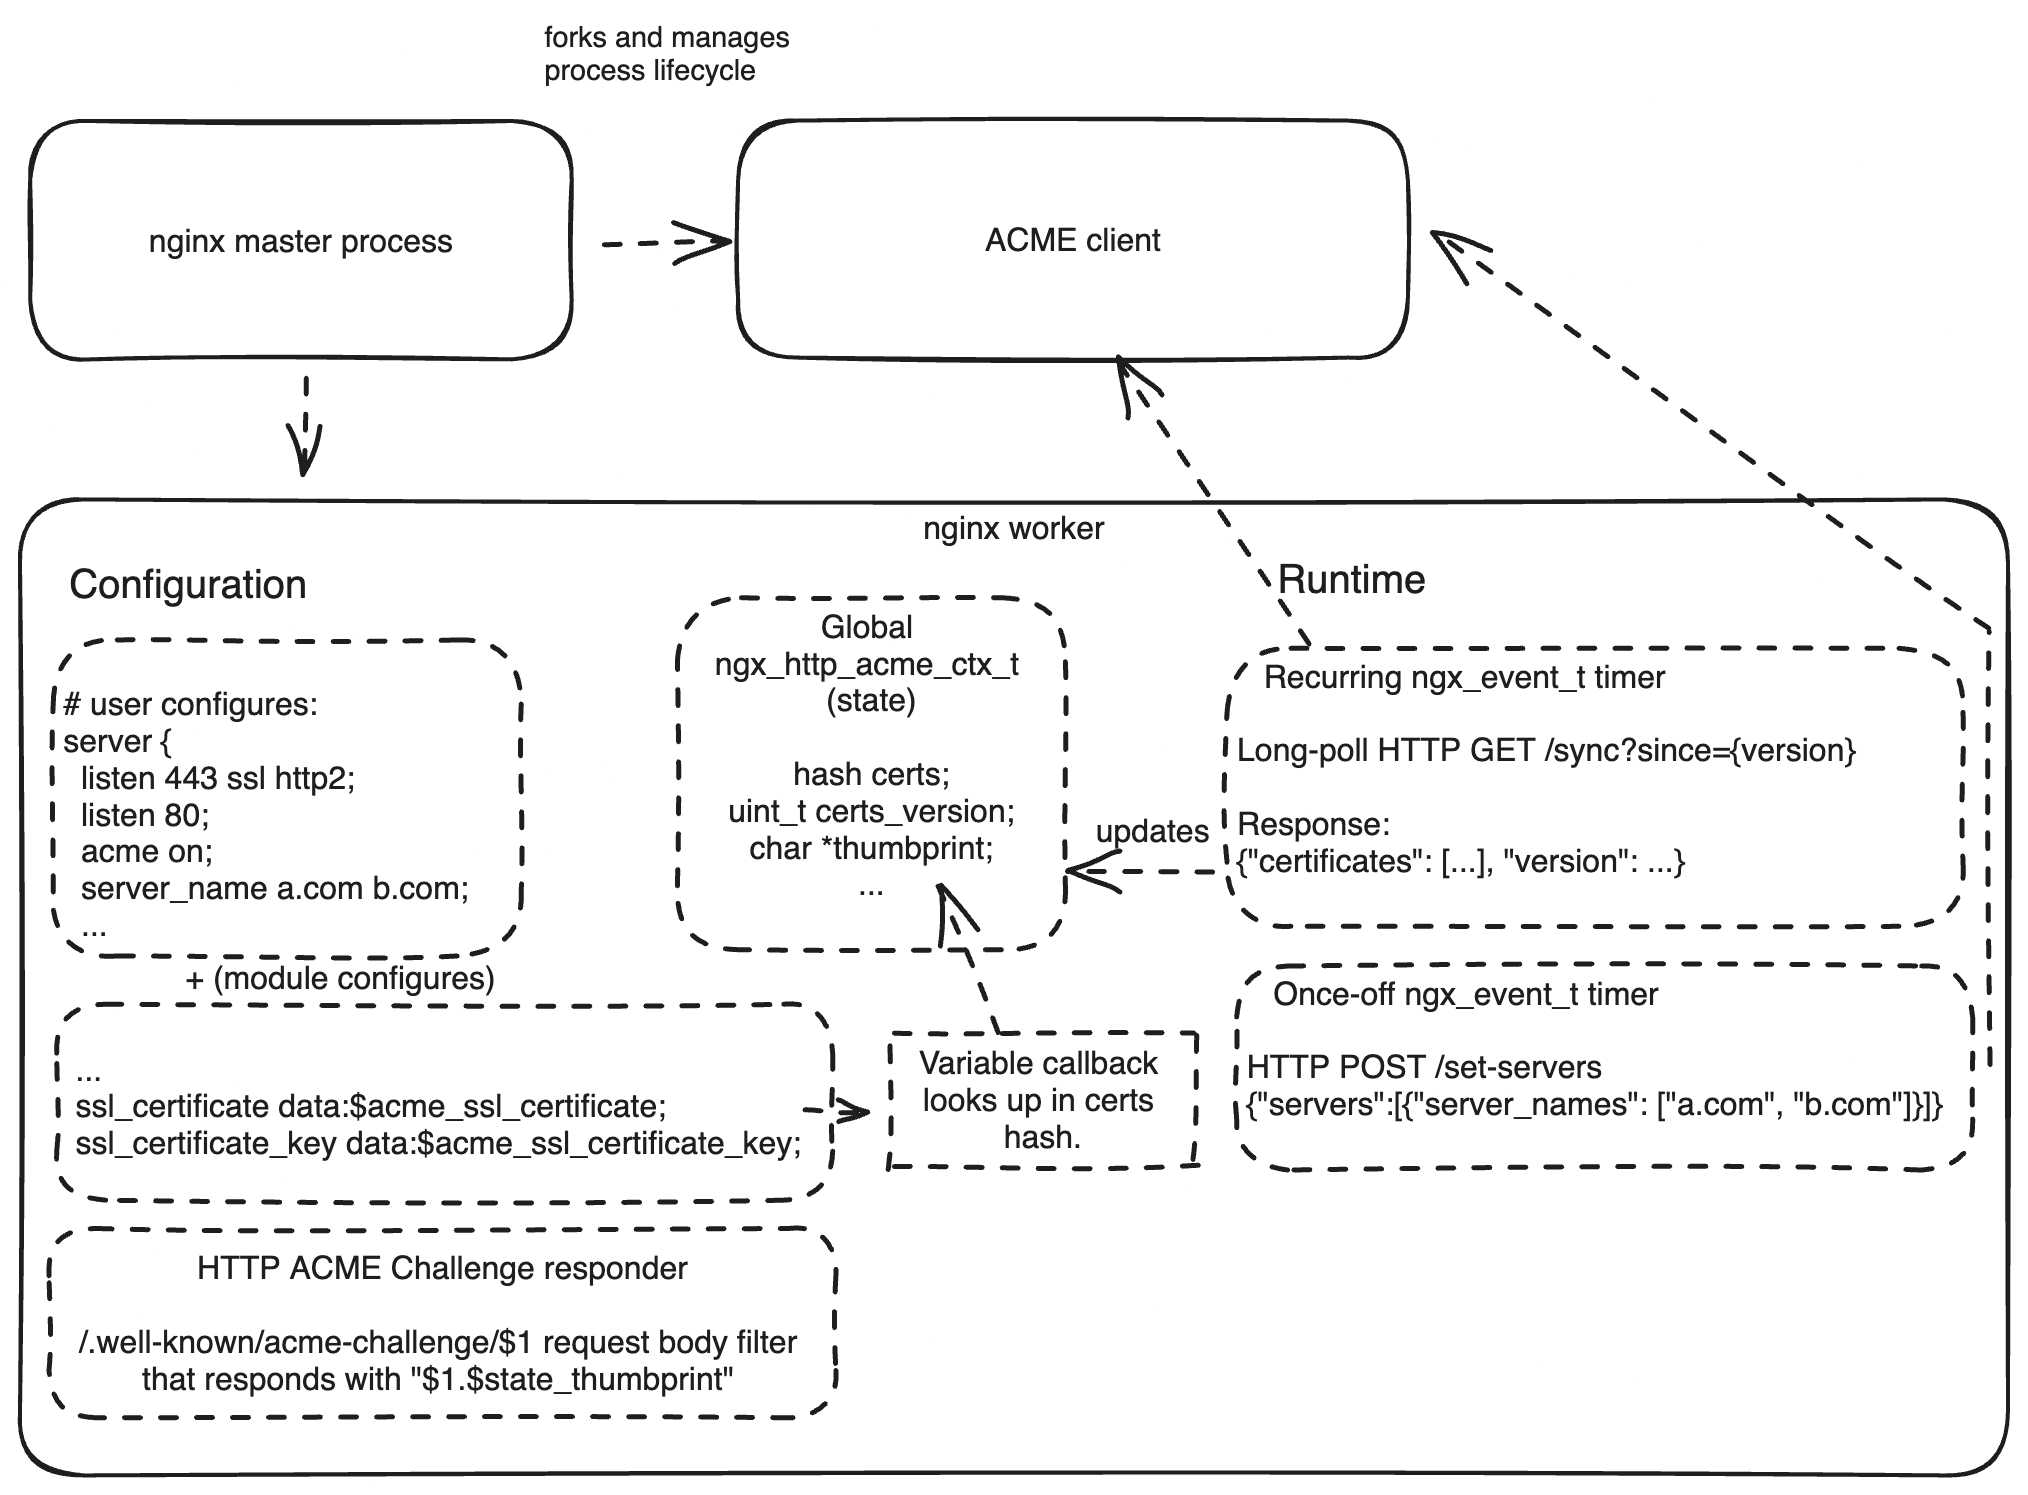 forks and manages
process lifecycle
nginx master process
ACME client
nginx worker
Configuration
# user configures:
server {
listen 443 ssl http2;
listen 80;
acme on;
server_name a.com b.com;
...
+ (module configures)
...
ssl_certificate data:$acme_ssl_certificate;
ssl_certificate_key data:$acme_ssl_certificate_key;
HTTP ACME Challenge responder
/.well-known/acme-challenge/$1 request body filter
that responds with "$1.$state_thumbprint"
Global
ngx_http_acme_ctx_t
(state)
hash certs;
uint_t certs_version;
char *thumbprint;
...
Variable callback
looks up in certs
hash.
updates
Runtime
Recurring ngx_event_t timer
Long-poll HTTP GET /sync?since={version}
Response:
{"certificates": [...], "version": ...}
Once-off ngx_event_t timer
HTTP POST /set-servers
{"servers":[{"server_names": ["a.com", "b.com"]}]}